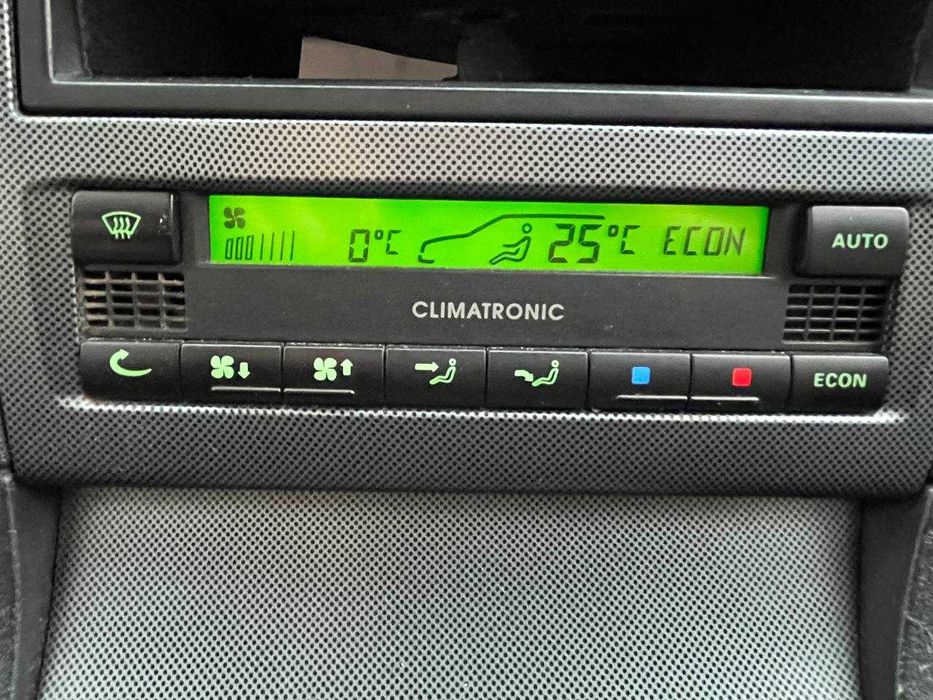 0°C 25°C ECON
AUTO
CLIMATRONIC
ECON